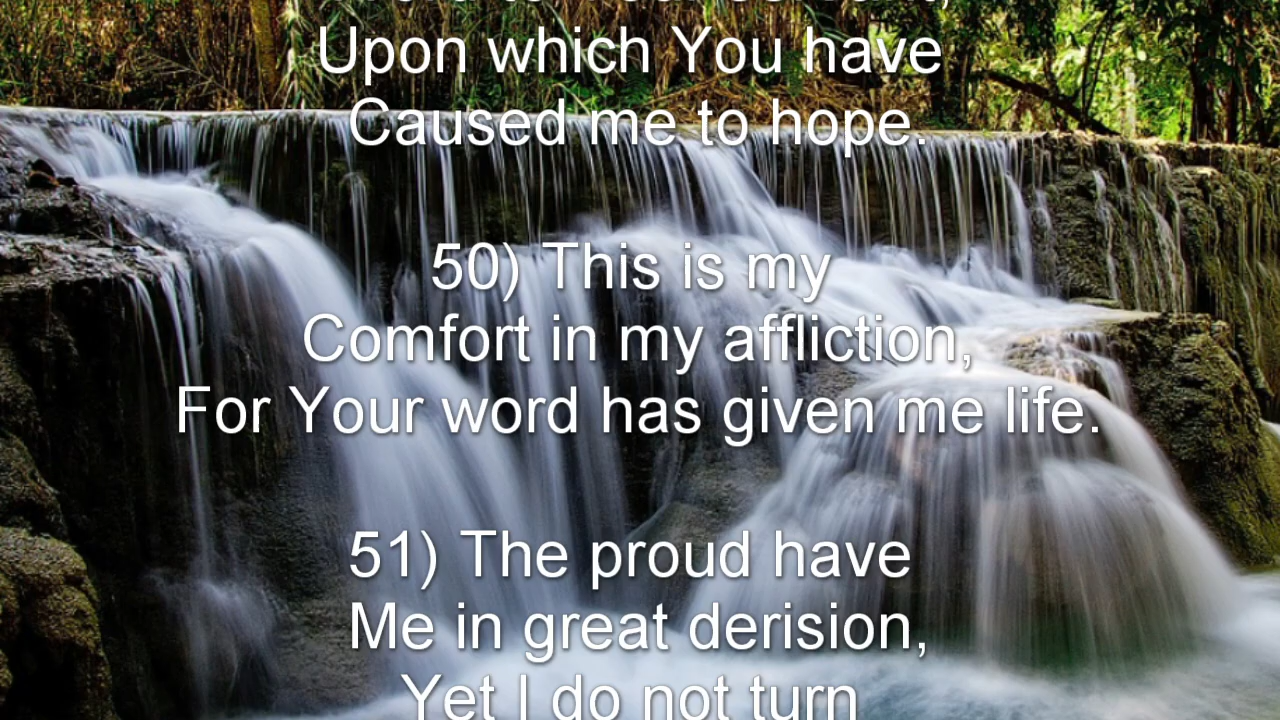 Upon which You have
Caused me to hope.
50) This is my
Comfort in my affliction,
For Your word has given me life.
51) The proud have
Me in great derision,
Yet I do not turn